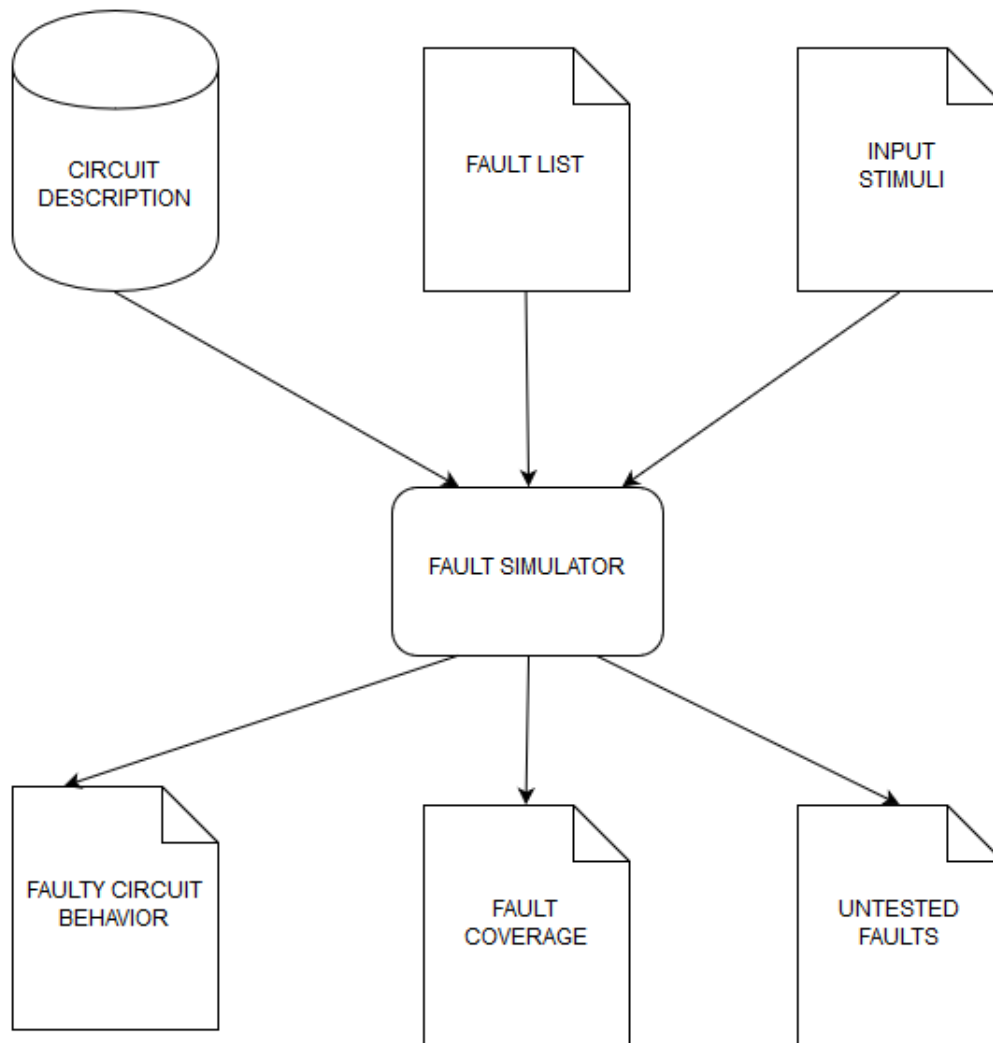 CIRCUIT
DESCRIPTION
FAULT LIST
INPUT
STIMULI
FAULT SIMULATOR
FAULTY CIRCUIT
BEHAVIOR
FAULT
COVERAGE
UNTESTED
FAULTS